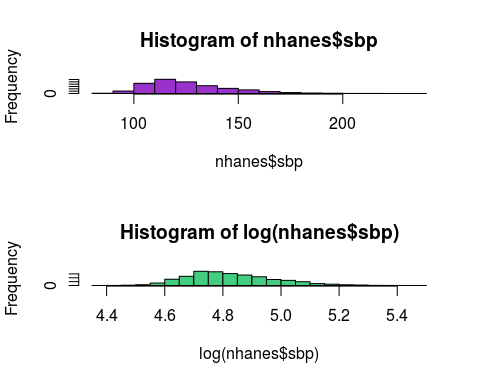 Histogram of nhanes$sbp
Frequency
0
100 150 200
nhanes$sbp
Histogram of log(nhanes$sbp)
Frequency
0
4.4 4.6 4.8 5.0 5.2 5.4
log(nhanes$sbp)